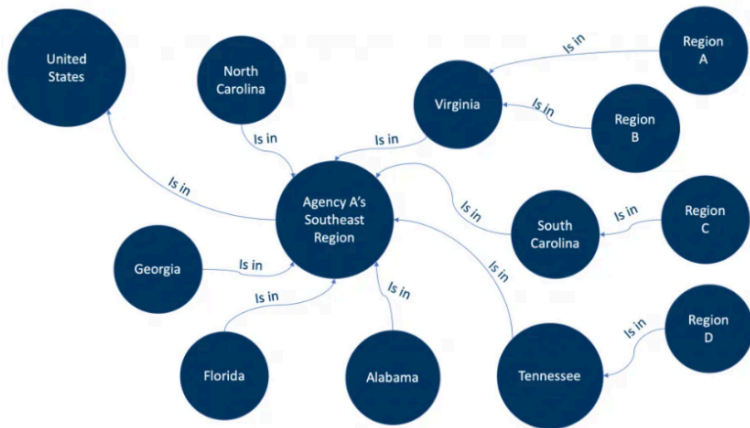 United
States
North
Carolina
Virginia
Region
A
Region
B
Is in
Is in
Is in
Is in
Is in
Agency A's
Southeast
Region
Is in
South
Carolina
Is in
Region
C
Georgia
Is in
Is in
Is in
Is in
Is in
Region
D
Florida
Alabama
Tennessee